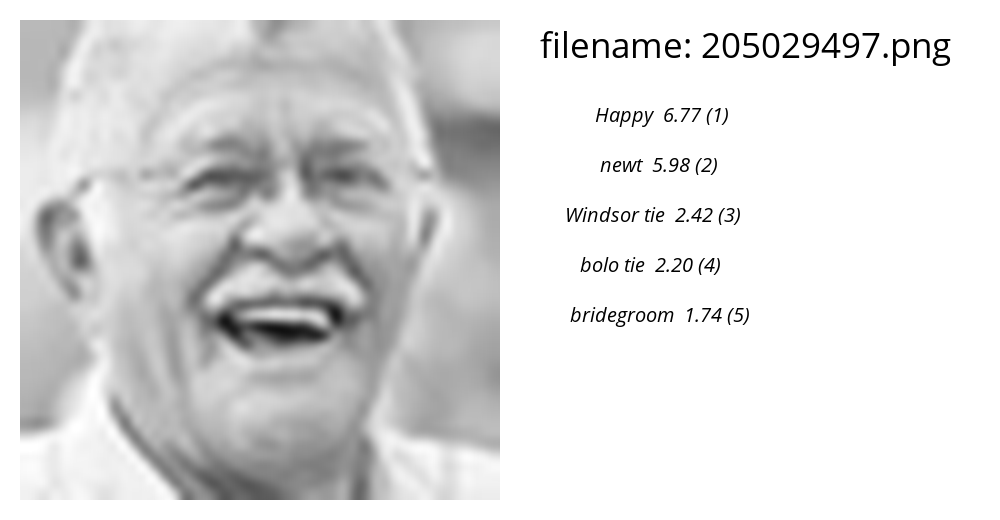 filename: 205029497.png
Happy 6.77 (1)
newt 5.98 (2)
Windsor tie 2.42 (3)
bolo tie 2.20 (4)
bridegroom 1.74 (5)